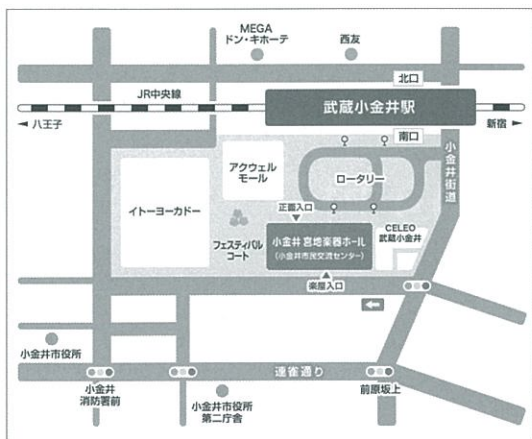 MEGA
ドン・キホーテ
西友
北口
JR中央線
武蔵小金井駅
八王子
新宿
南口
小金井街道
アクウェル
モール
ロータリー
イトーヨーカドー
正面入口
CELEO
武蔵小金井
フェスティバル
コート
小金井 宮地楽器ホール
(小金井市民交流センター)
楽屋入口
小金井市役所
連雀通り
小金井
消防署前
前原坂上
小金井市役所
第二庁舎